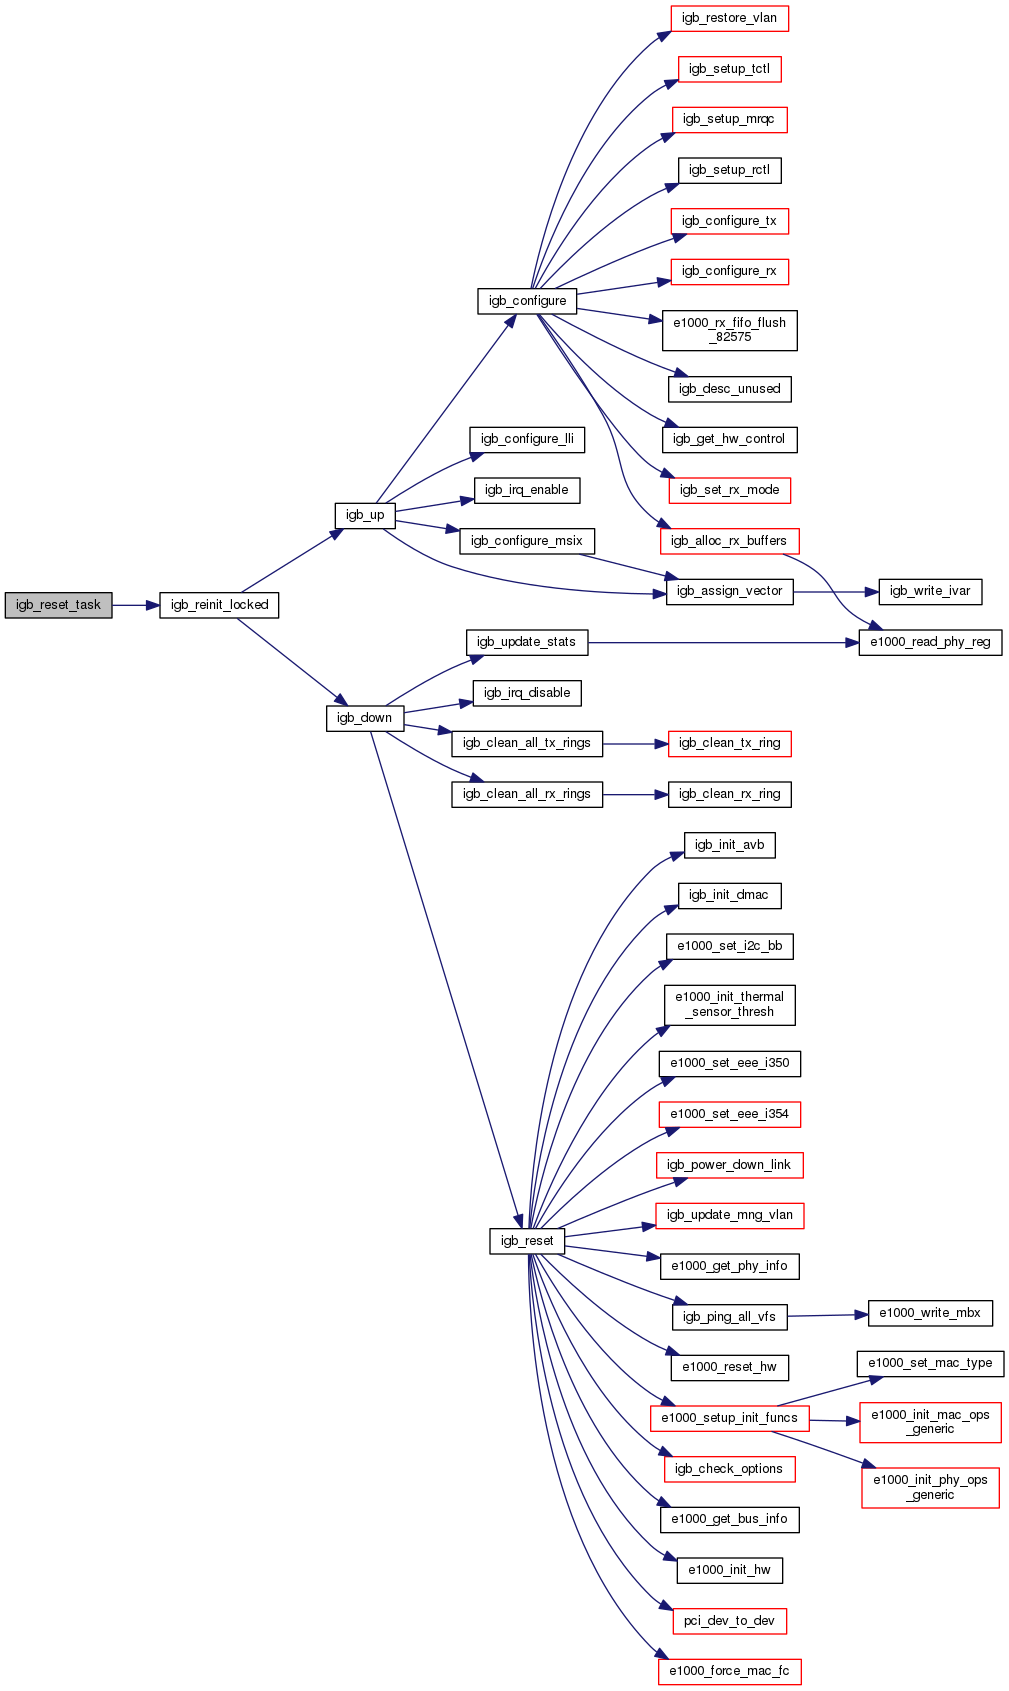 igb_restore_vlan
igb_setup_tctl
igb_setup_mrqc
igb_setup_rctl
igb_configure_tx
igb_configure_rx
igb_configure
e1000_rx_fifo_flush
_82575
igb_desc_unused
igb_configure_lli
igb_get_hw_control
igb_irq_enable
igb_set_rx_mode
igb_up
igb_configure_msix
igb_alloc_rx_buffers
igb_reset_task
igb_reinit_locked
igb_assign_vector
igb_write_ivar
igb_update_stats
e1000_read_phy_reg
igb_irq_disable
igb_down
igb_clean_all_tx_rings
igb_clean_tx_ring
igb_clean_all_rx_rings
igb_clean_rx_ring
igb_init_avb
igb_init_dmac
e1000_set_i2c_bb
e1000_init_thermal
_sensor_thresh
e1000_set_eee_i350
e1000_set_eee_i354
igb_power_down_link
igb_update_mng_vlan
igb_reset
e1000_get_phy_info
igb_ping_all_vfs
e1000_write_mbx
e1000_reset_hw
e1000_set_mac_type
e1000_setup_init_funcs
e1000_init_mac_ops
_generic
igb_check_options
e1000_init_phy_ops
_generic
e1000_get_bus_info
e1000_init_hw
pci_dev_to_dev
e1000_force_mac_fc